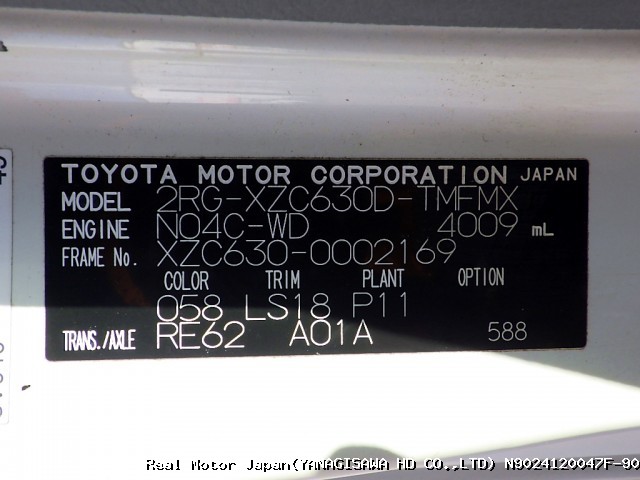 TOYOTA MOTOR CORPORATION JAPAN
MODEL 2RG-XZC630D-TMFMX
ENGINE N04C-WD 4009 mL
FRAME No. XZC630-0002169
COLOR TRIM PLANT OPTION
058 LS18 P11
TRANS./AXLE RE62 A01A 588
Real Motor Japan(YANAGISAWA HD CO.,LTD) N9024120047F-90